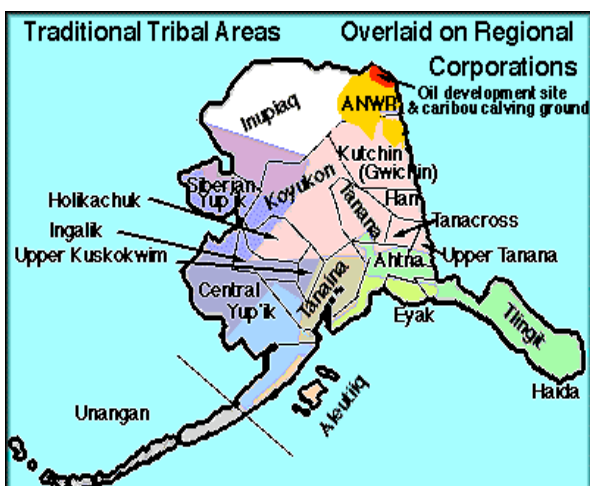 Traditional Tribal Areas
Overlaid on Regional
Corporations
Oil development site
& caribou calving ground
ANWR
Inupiaq
Kutchin
(Gwichin)
Siberian
Yup'ik
Koyukon
Tanana
Han
Holikachuk
Tanacross
Ingalik
Upper Kuskokwim
Upper Tanana
Ahtna
Tanaina
Central
Yup'ik
Eyak
Tlingit
Haida
Unangan
Aleutiiq